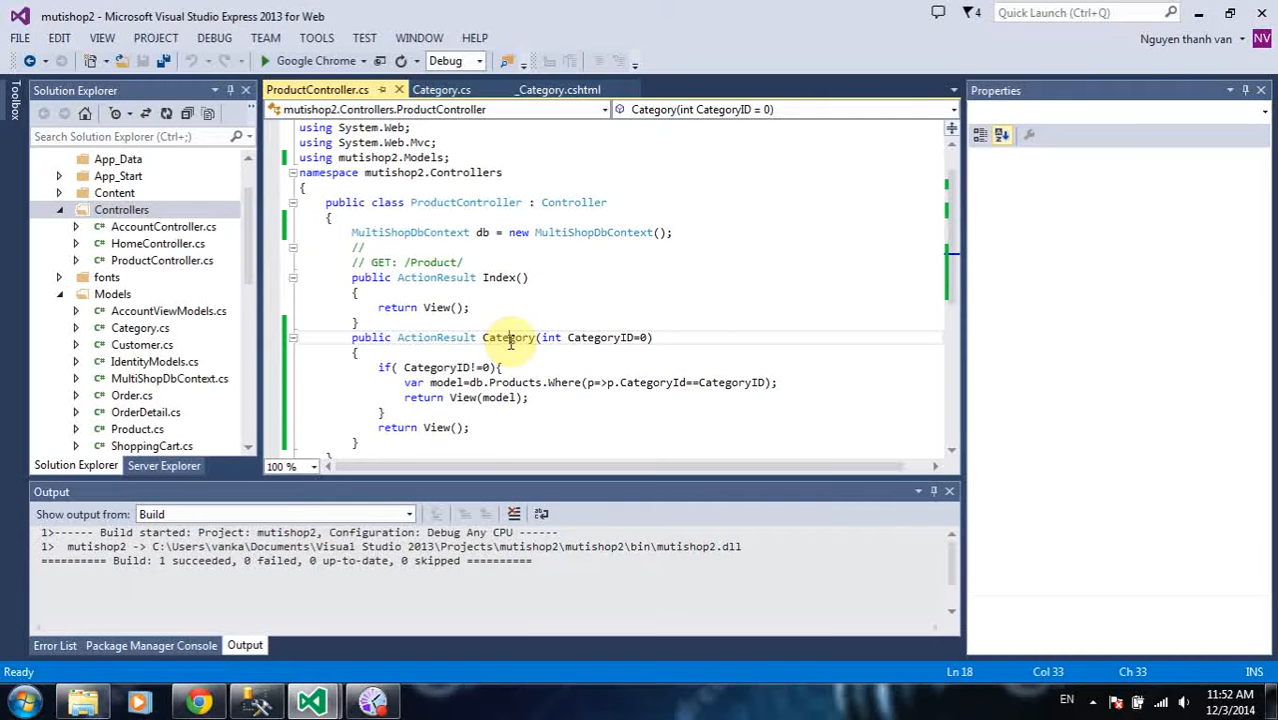 mutishop2 - Microsoft Visual Studio Express 2013 for Web
4
Quick Launch (Ctrl+Q)
FILE EDIT VIEW PROJECT DEBUG TEAM TOOLS TEST WINDOW HELP
Nguyen thanh van
NV
Google Chrome
Debug
Toolbox
Solution Explorer
ProductController.cs
Category.cs
_Category.cshtml
Properties
mutishop2.Controllers.ProductController
Category(int CategoryID = 0)
Search Solution Explorer (Ctrl+;)
App_Data
App_Start
Content
Controllers
AccountController.cs
HomeController.cs
ProductController.cs
fonts
Models
AccountViewModels.cs
Category.cs
Customer.cs
IdentityModels.cs
MultiShopDbContext.cs
Order.cs
OrderDetail.cs
Product.cs
ShoppingCart.cs
Solution Explorer
Server Explorer
using System.Web;
using System.Web.Mvc;
using mutishop2.Models;
namespace mutishop2.Controllers
{
public class ProductController : Controller
{
MultiShopDbContext db = new MultiShopDbContext();
//
// GET: /Product/
public ActionResult Index()
{
return View();
}
public ActionResult Category(int CategoryID=0)
{
if( CategoryID!=0){
var model=db.Products.Where(p=>p.CategoryId==CategoryID);
return View(model);
}
return View();
}
100 %
Output
Show output from: Build
1>------ Build started: Project: mutishop2, Configuration: Debug Any CPU ------
1>  mutishop2 -> C:\Users\vanka\Documents\Visual Studio 2013\Projects\mutishop2\mutishop2\bin\mutishop2.dll
========== Build: 1 succeeded, 0 failed, 0 up-to-date, 0 skipped ==========
Error List
Package Manager Console
Output
Ready
Ln 18
Col 33
Ch 33
INS
EN
11:52 AM
12/3/2014